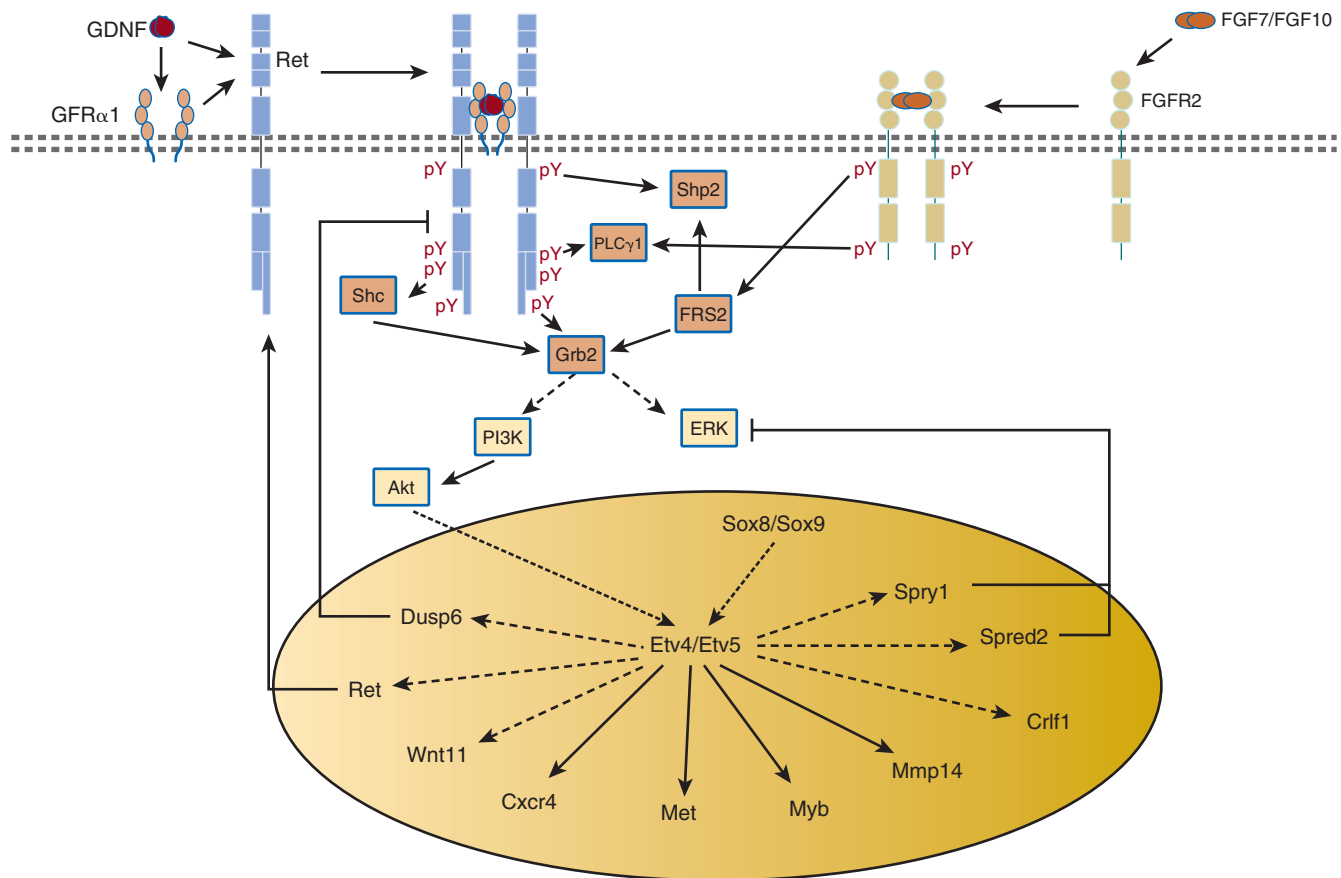 GDNF
FGF7/FGF10
Ret
GFRα1
FGFR2
pY
pY
pY
pY
Shp2
pY
pY
PLCγ1
pY
pY
pY
pY
Shc
pY
pY
FRS2
Grb2
PI3K
ERK
Akt
Sox8/Sox9
Spry1
Dusp6
Etv4/Etv5
Spred2
Ret
Crlf1
Wnt11
Mmp14
Cxcr4
Met
Myb